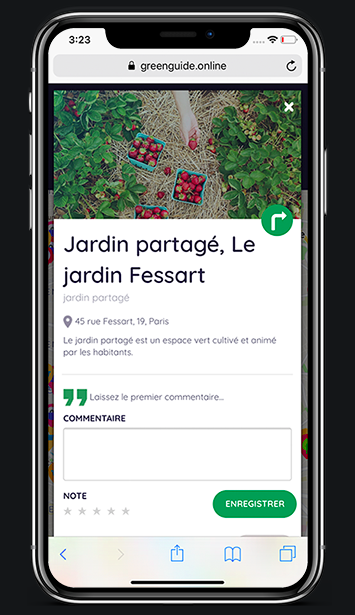 3:23
greenguide.online
Jardin partagé, Le
jardin Fessart
jardin partagé
45 rue Fessart, 19, Paris
Le jardin partagé est un espace vert cultivé et animé
par les habitants.
Laissez le premier commentaire...
COMMENTAIRE
NOTE
ENREGISTRER